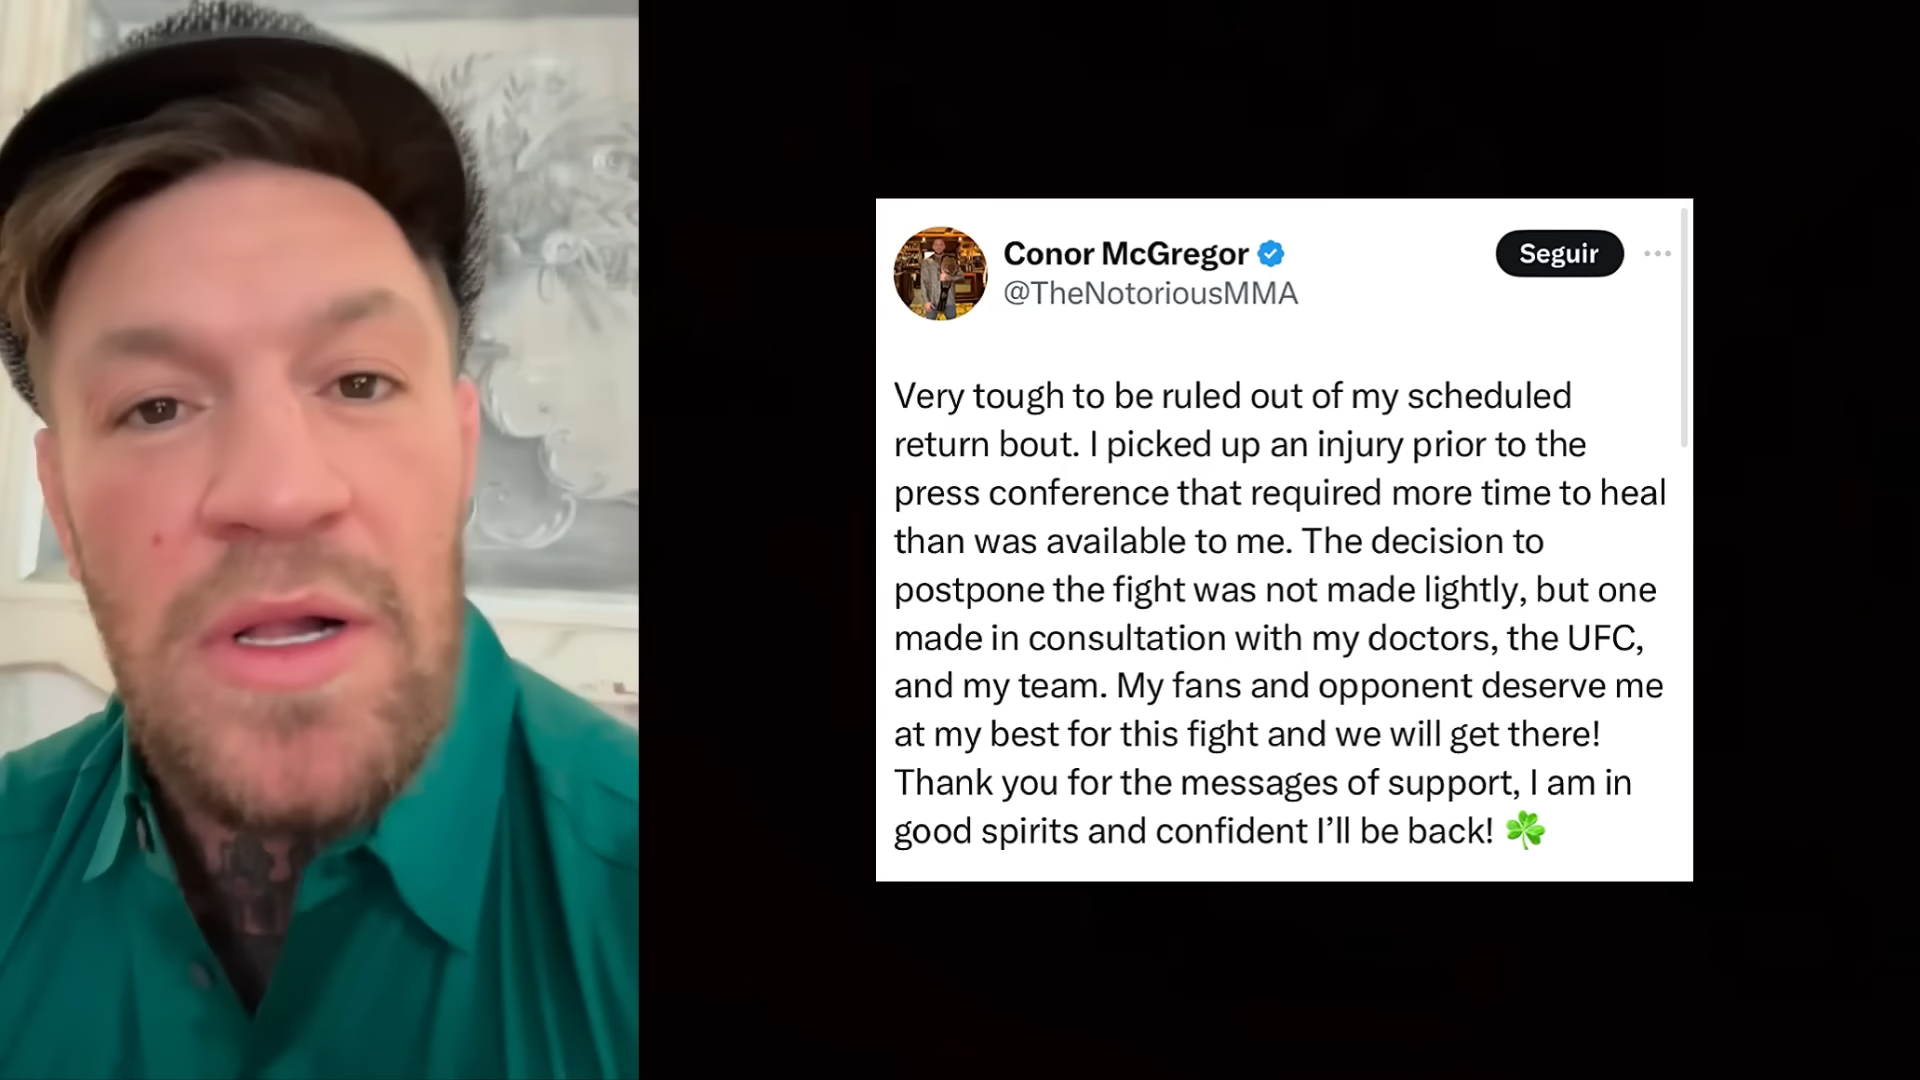 Conor McGregor
Seguir
@TheNotoriousMMA
Very tough to be ruled out of my scheduled
return bout. I picked up an injury prior to the
press conference that required more time to heal
than was available to me. The decision to
postpone the fight was not made lightly, but one
made in consultation with my doctors, the UFC,
and my team. My fans and opponent deserve me
at my best for this fight and we will get there!
Thank you for the messages of support, I am in
good spirits and confident I’ll be back! ☘️